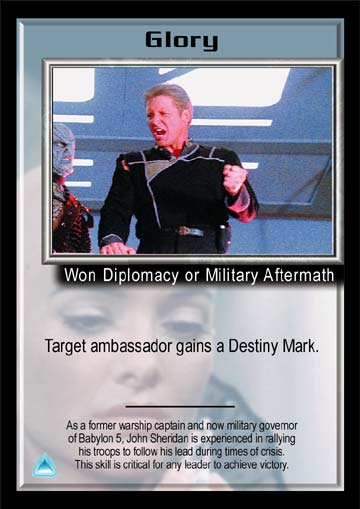 Glory
Won Diplomacy or Military Aftermath
Target ambassador gains a Destiny Mark.
As a former warship captain and now military governor
of Babylon 5, John Sheridan is experienced in rallying
his troops to follow his lead during times of crisis.
This skill is critical for any leader to achieve victory.